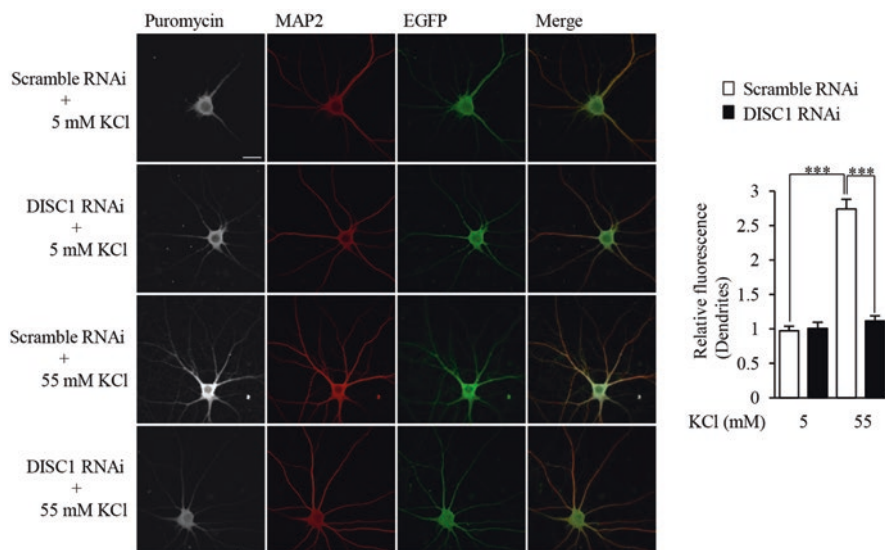 Puromycin MAP2 EGFP Merge
Scramble RNAi
+
5 mM KCl
DISC1 RNAi
+
5 mM KCl
Scramble RNAi
+
55 mM KCl
DISC1 RNAi
+
55 mM KCl
Scramble RNAi
DISC1 RNAi
*** ***
3
2.5
2
1.5
1
0.5
0
Relative fluorescence
(Dendrites)
KCl (mM) 5 55